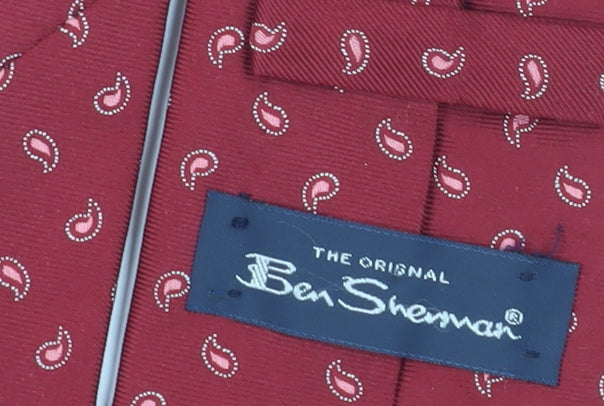 THE ORIGINAL
Ben Sherman®